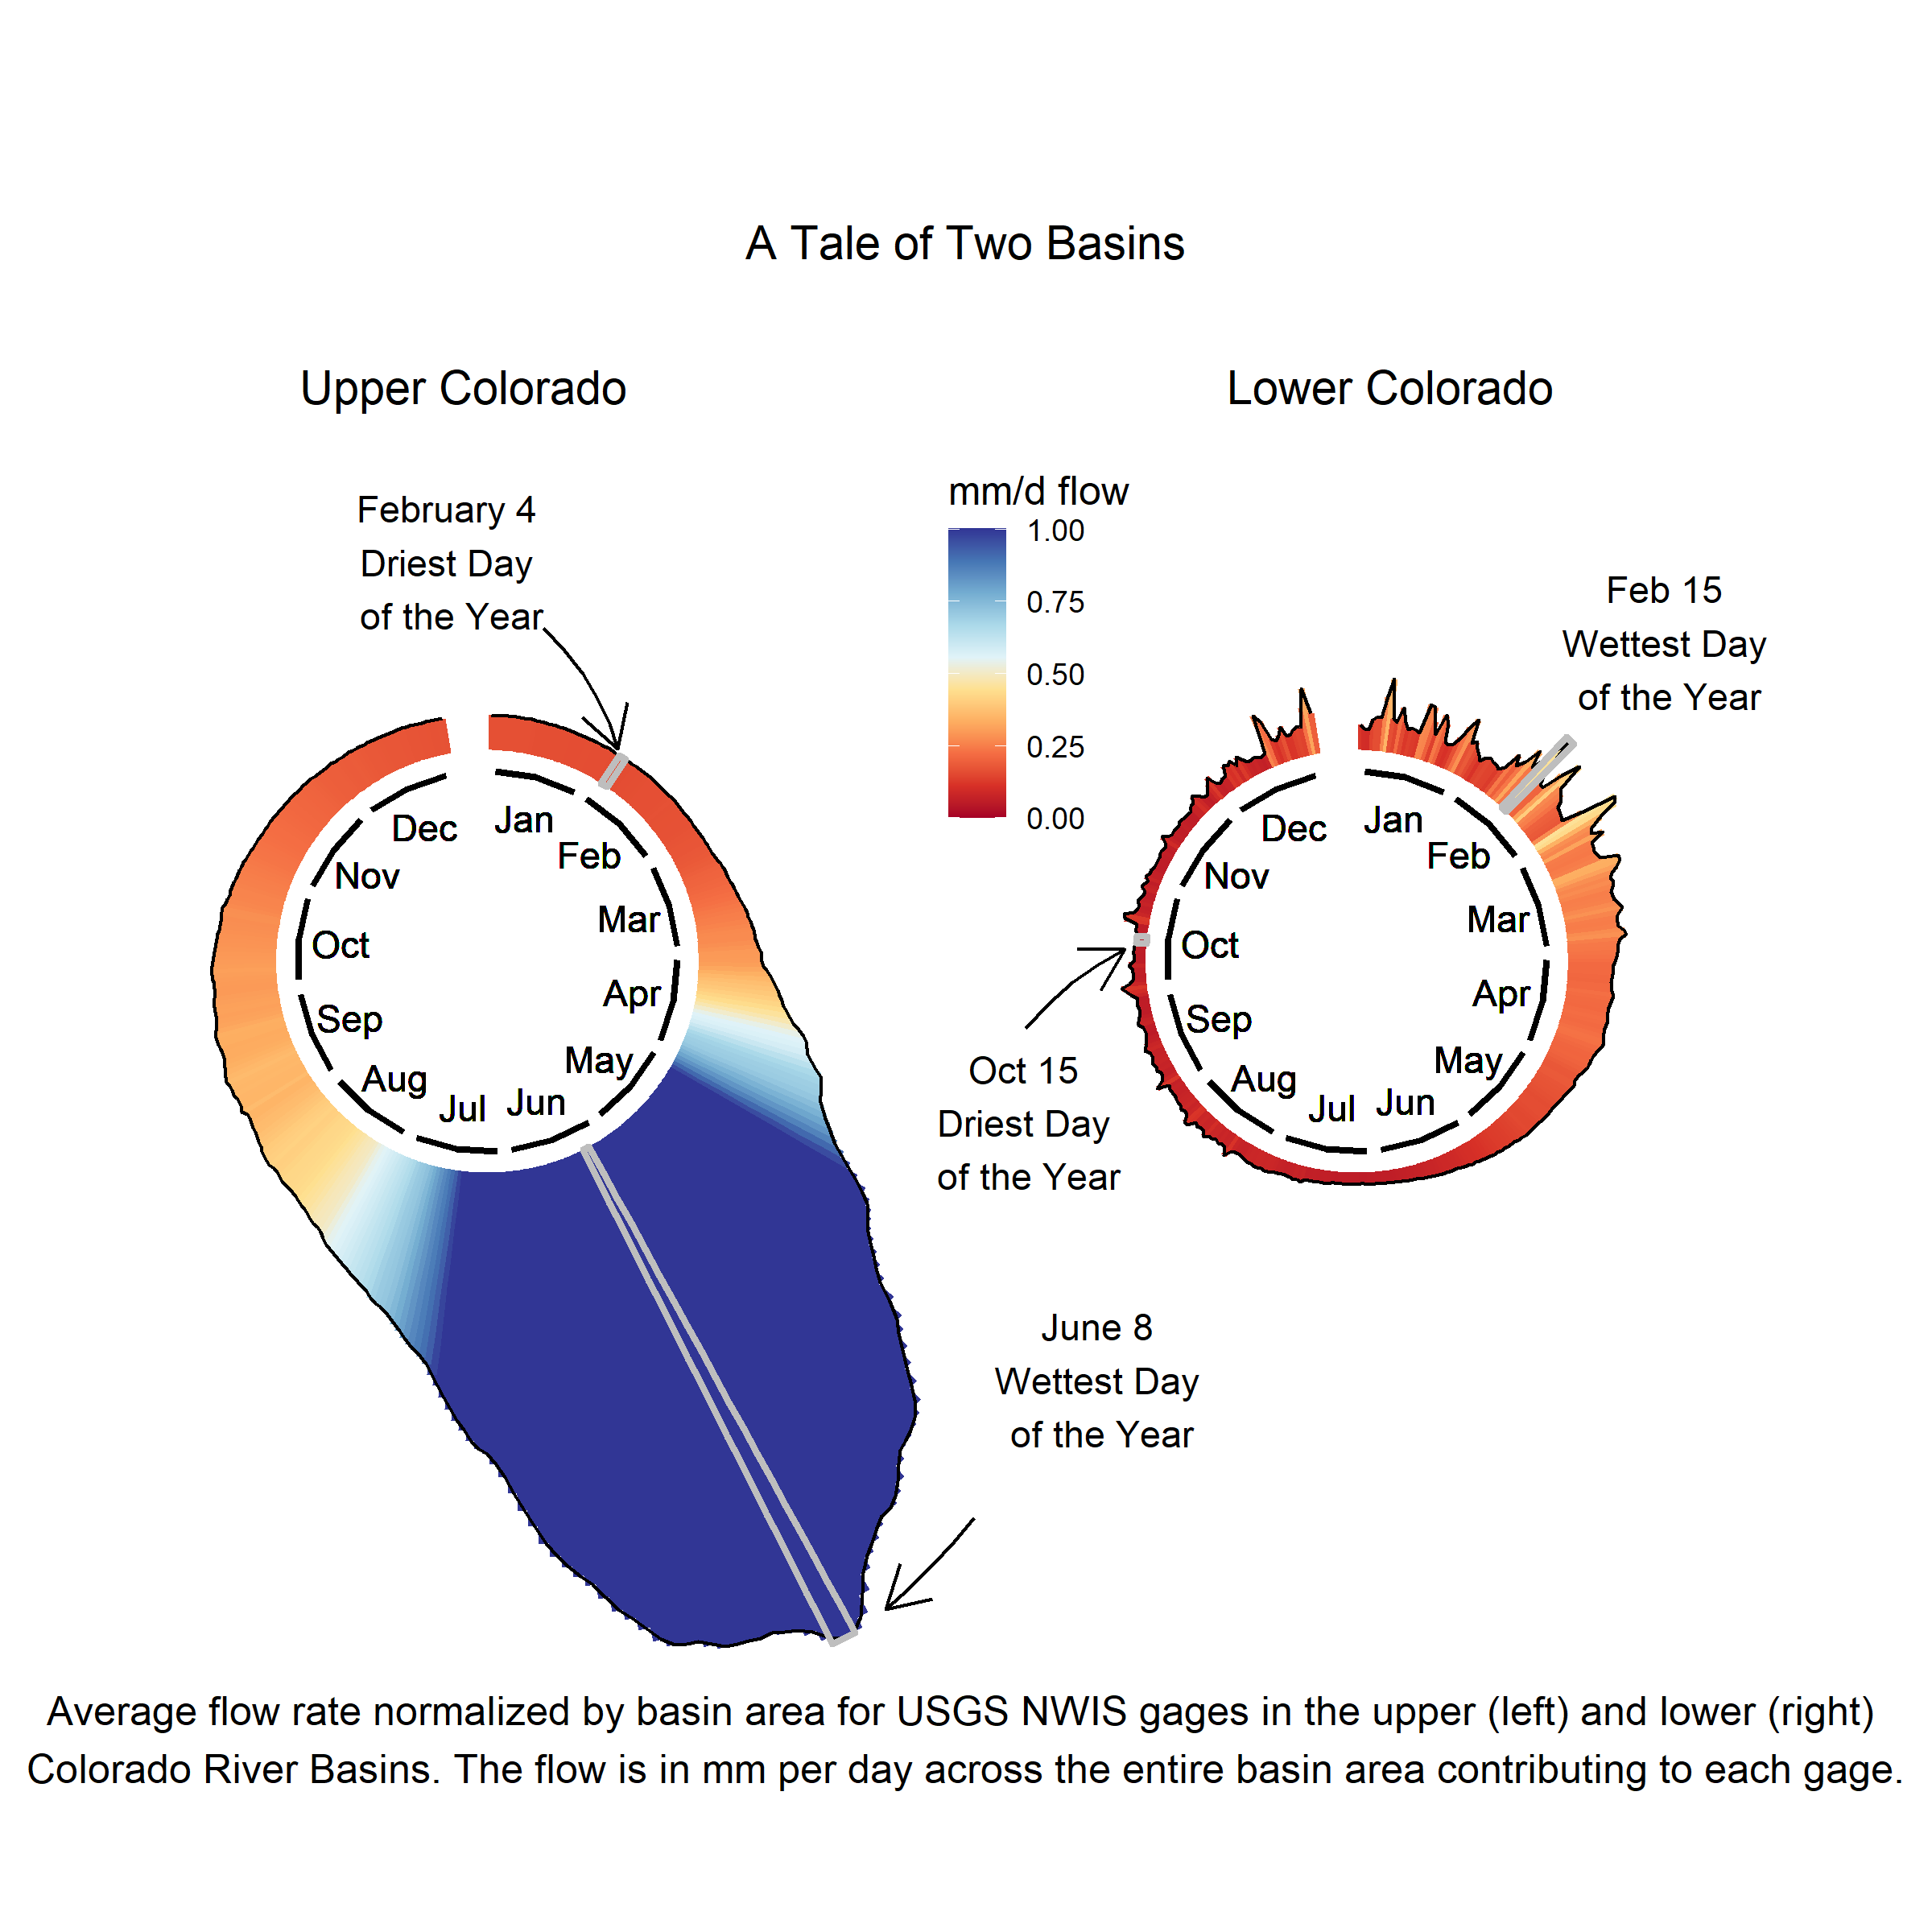 A Tale of Two Basins
Upper Colorado
Lower Colorado
February 4
Driest Day
of the Year
mm/d flow
1.00
0.75
0.50
0.25
0.00
Feb 15
Wettest Day
of the Year
Jan
Feb
Mar
Apr
May
Jun
Jul
Aug
Sep
Oct
Nov
Dec
Jan
Feb
Mar
Apr
May
Jun
Jul
Aug
Sep
Oct
Nov
Dec
Oct 15
Driest Day
of the Year
June 8
Wettest Day
of the Year
Average flow rate normalized by basin area for USGS NWIS gages in the upper (left) and lower (right)
Colorado River Basins. The flow is in mm per day across the entire basin area contributing to each gage.